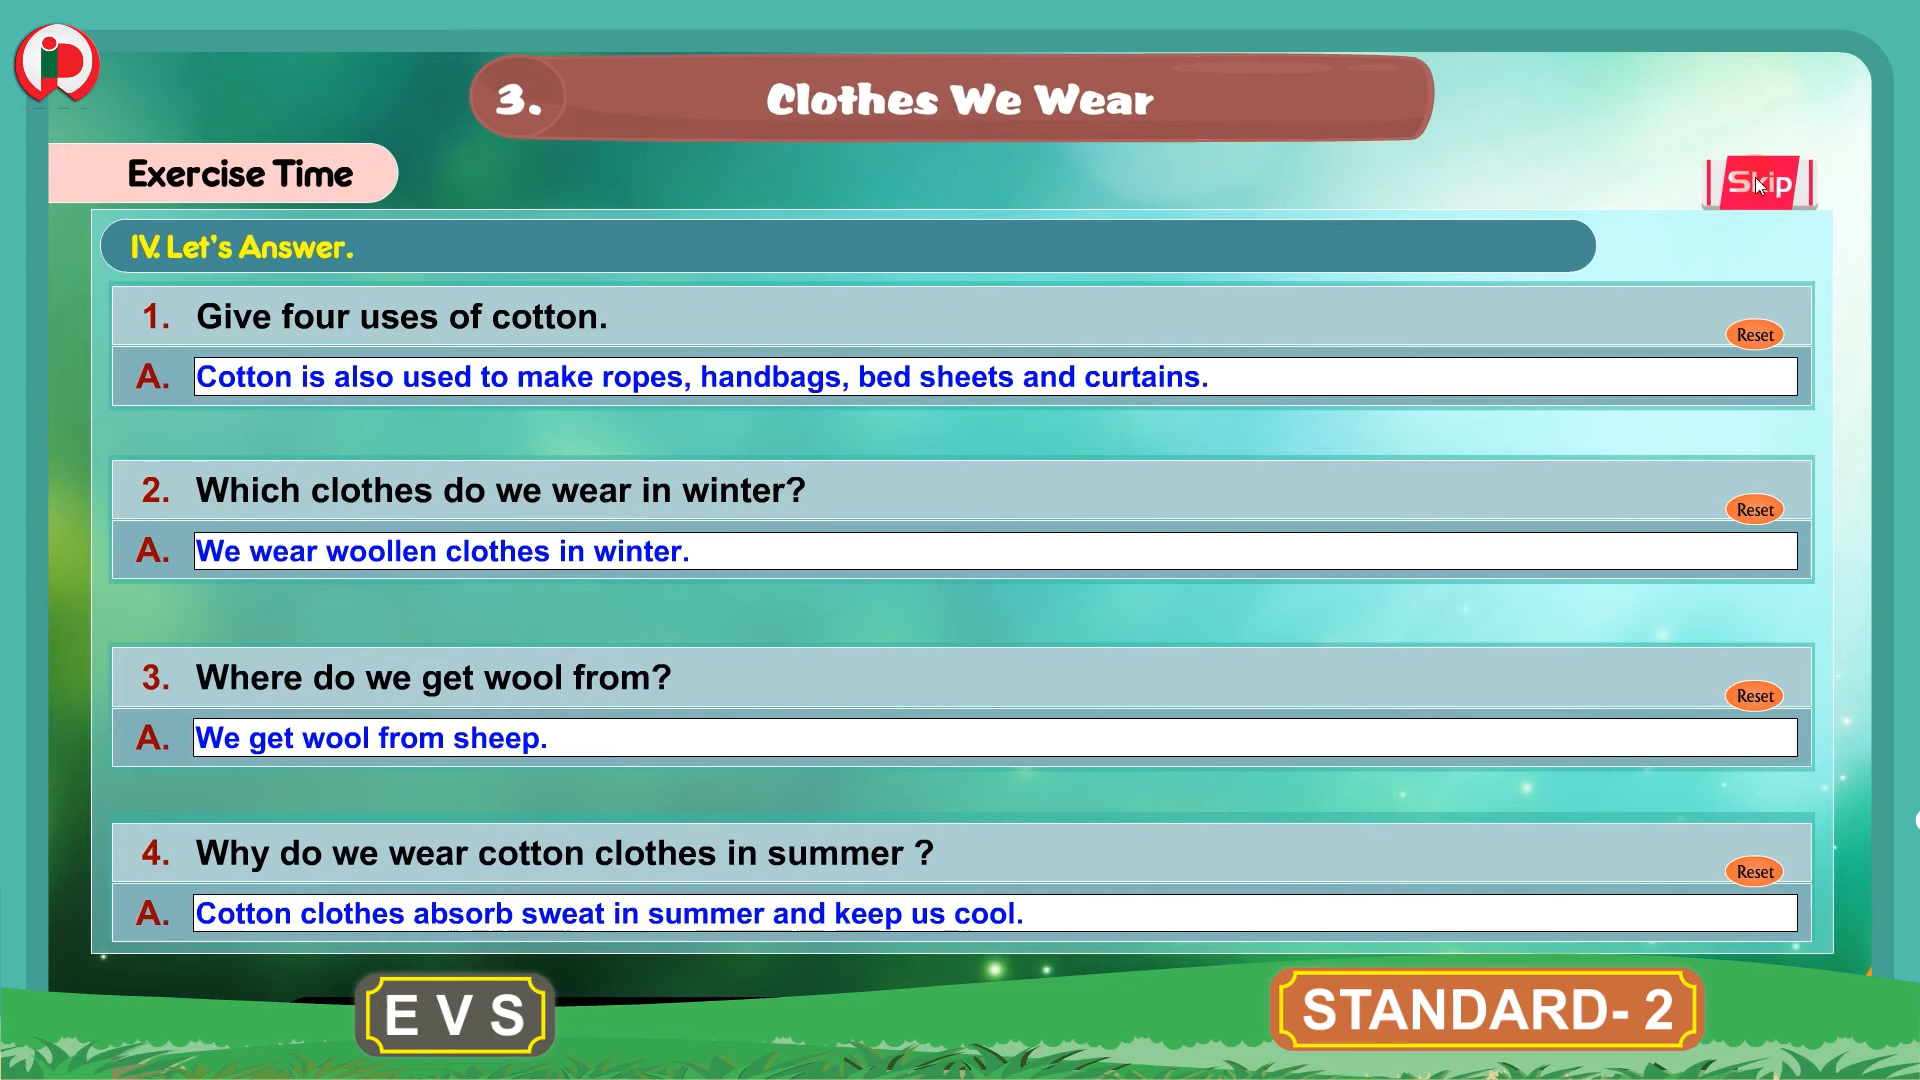 3. Clothes We Wear
Exercise Time
Skip
IV. Let's Answer.
1. Give four uses of cotton.
Reset
A. Cotton is also used to make ropes, handbags, bed sheets and curtains.
2. Which clothes do we wear in winter?
Reset
A. We wear woollen clothes in winter.
3. Where do we get wool from?
Reset
A. We get wool from sheep.
4. Why do we wear cotton clothes in summer ?
Reset
A. Cotton clothes absorb sweat in summer and keep us cool.
E V S
STANDARD- 2